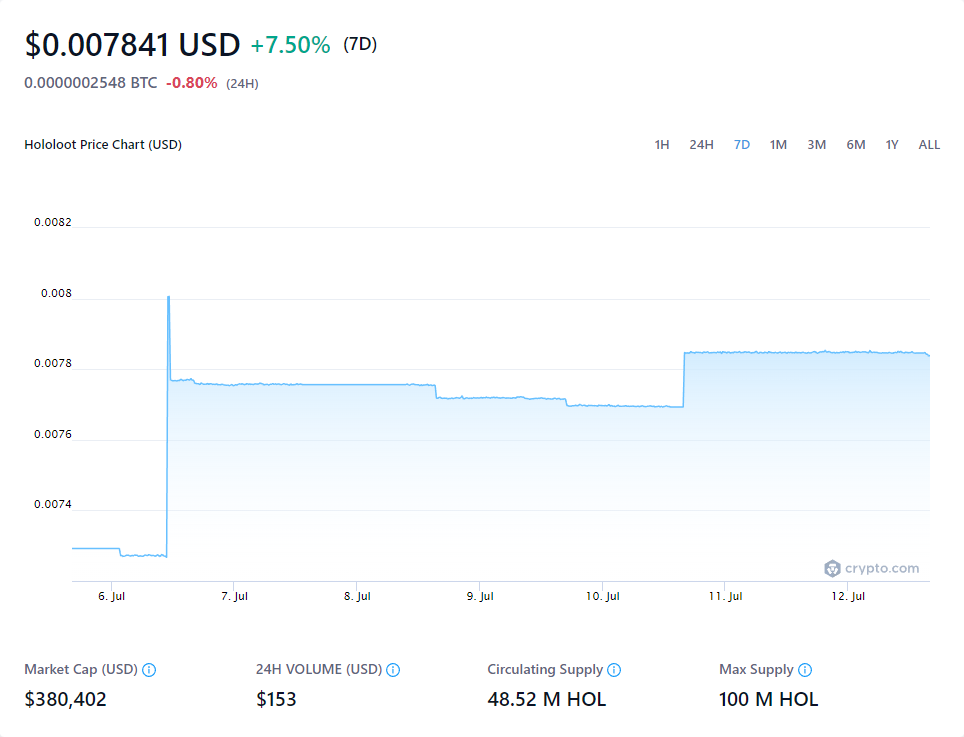 $0.007841 USD +7.50% (7D)
0.0000002548 BTC -0.80% (24H)
Hololoot Price Chart (USD) 1H 24H 7D 1M 3M 6M 1Y ALL
0.0082
0.008
0.0078
0.0076
0.0074
crypto.com
6. Jul 7. Jul 8. Jul 9. Jul 10. Jul 11. Jul 12. Jul
Market Cap (USD) 24H VOLUME (USD) Circulating Supply Max Supply
$380,402 $153 48.52 M HOL 100 M HOL